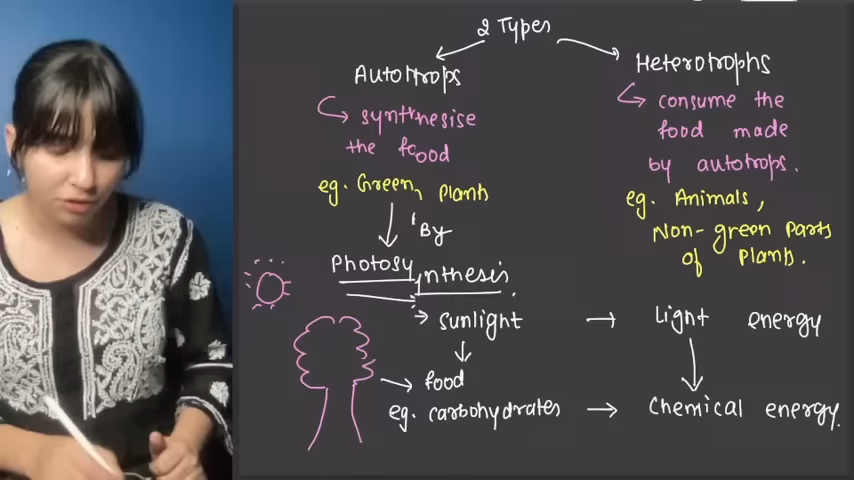 2 Types
Autotrops
synthesise
the foood
eg. Green, Plants
By
Photosynthesis.
sunlight
food
eg. carbohydrates
Heterotrophs
consume the
food made
by autotrops.
eg. Animals,
Non-green parts
of plants.
Light energy
Chemical energy.